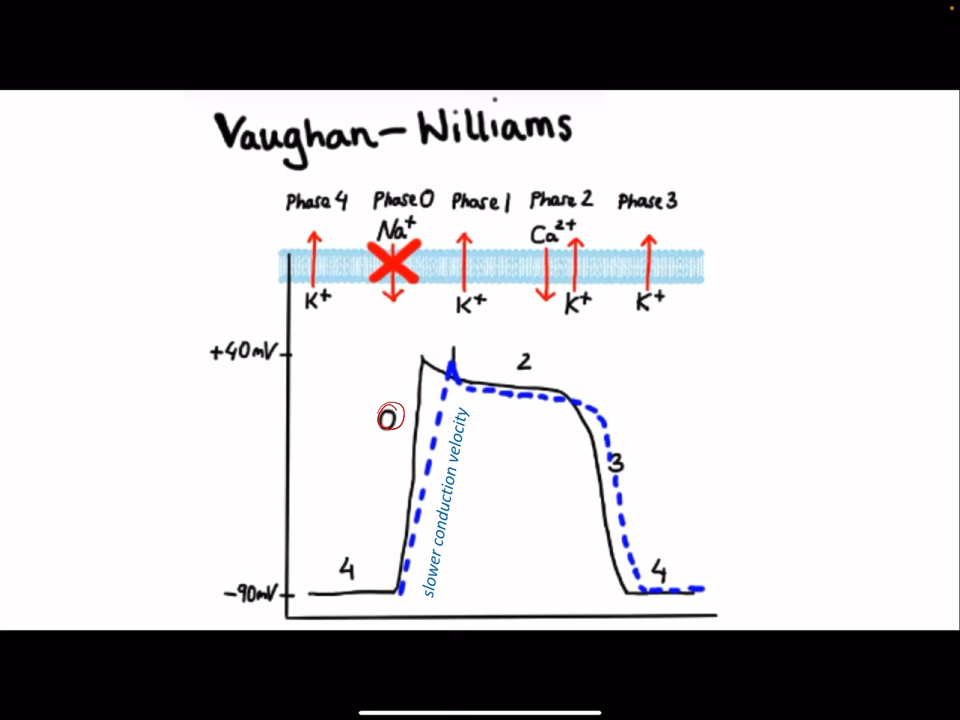 Vaughan-Williams
Phase 4 Phase 0 Phase 1 Phase 2 Phase 3
Na+ Ca2+
K+ K+ K+ K+
+40mV
2
0
slower conduction velocity
3
4 4
-90mV